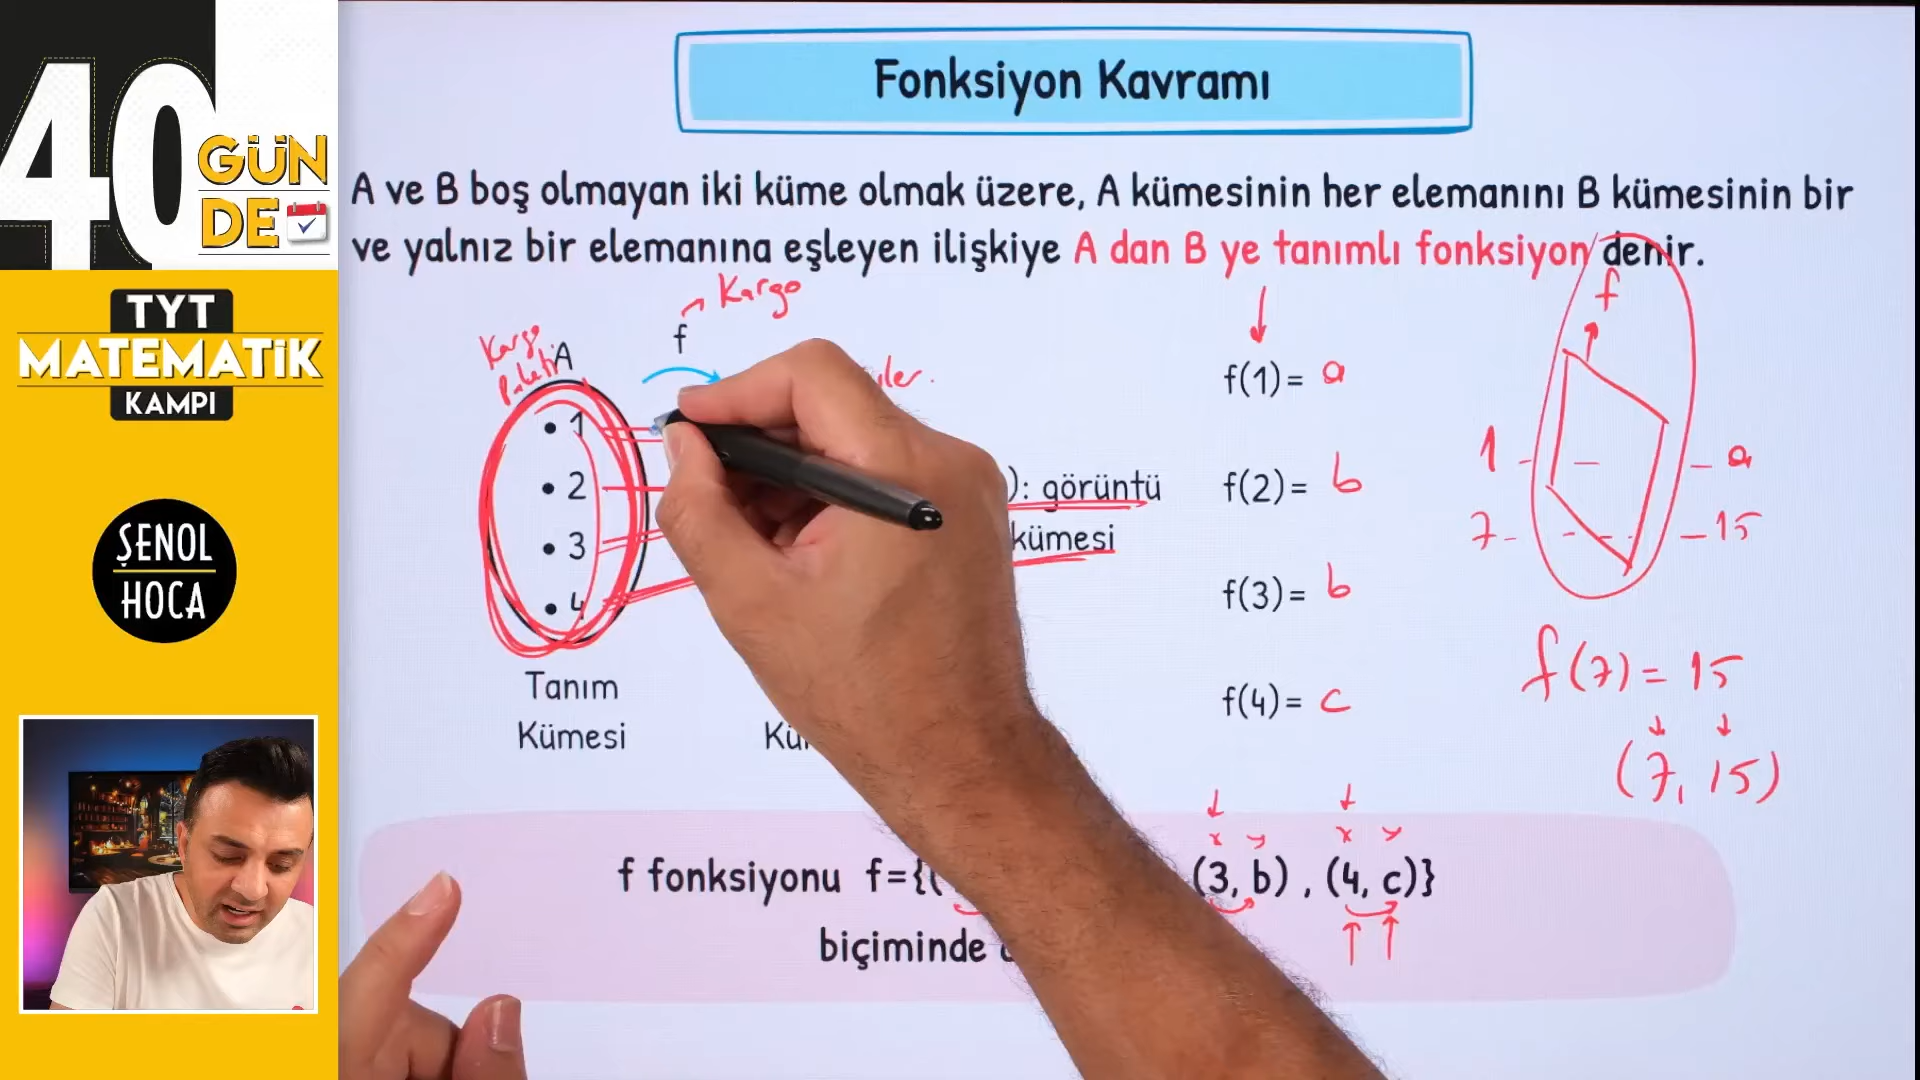 40
GÜN
DE
TYT
MATEMATİK
KAMPI
ŞENOL
HOCA
Fonksiyon Kavramı
A ve B boş olmayan iki küme olmak üzere, A kümesinin her elemanını B kümesinin bir
ve yalnız bir elemanına eşleyen ilişkiye A dan B ye tanımlı fonksiyon denir.
Kargo
f
A
1
2
3
4
Tanım
Kümesi
): görüntü
kümesi
f(1)= a
f(2)= b
f(3)= b
f(4)= c
f
1 a
7 15
f(7) = 15
(7, 15)
x y x y
f fonksiyonu f={( (3, b) , (4, c)}
biçiminde